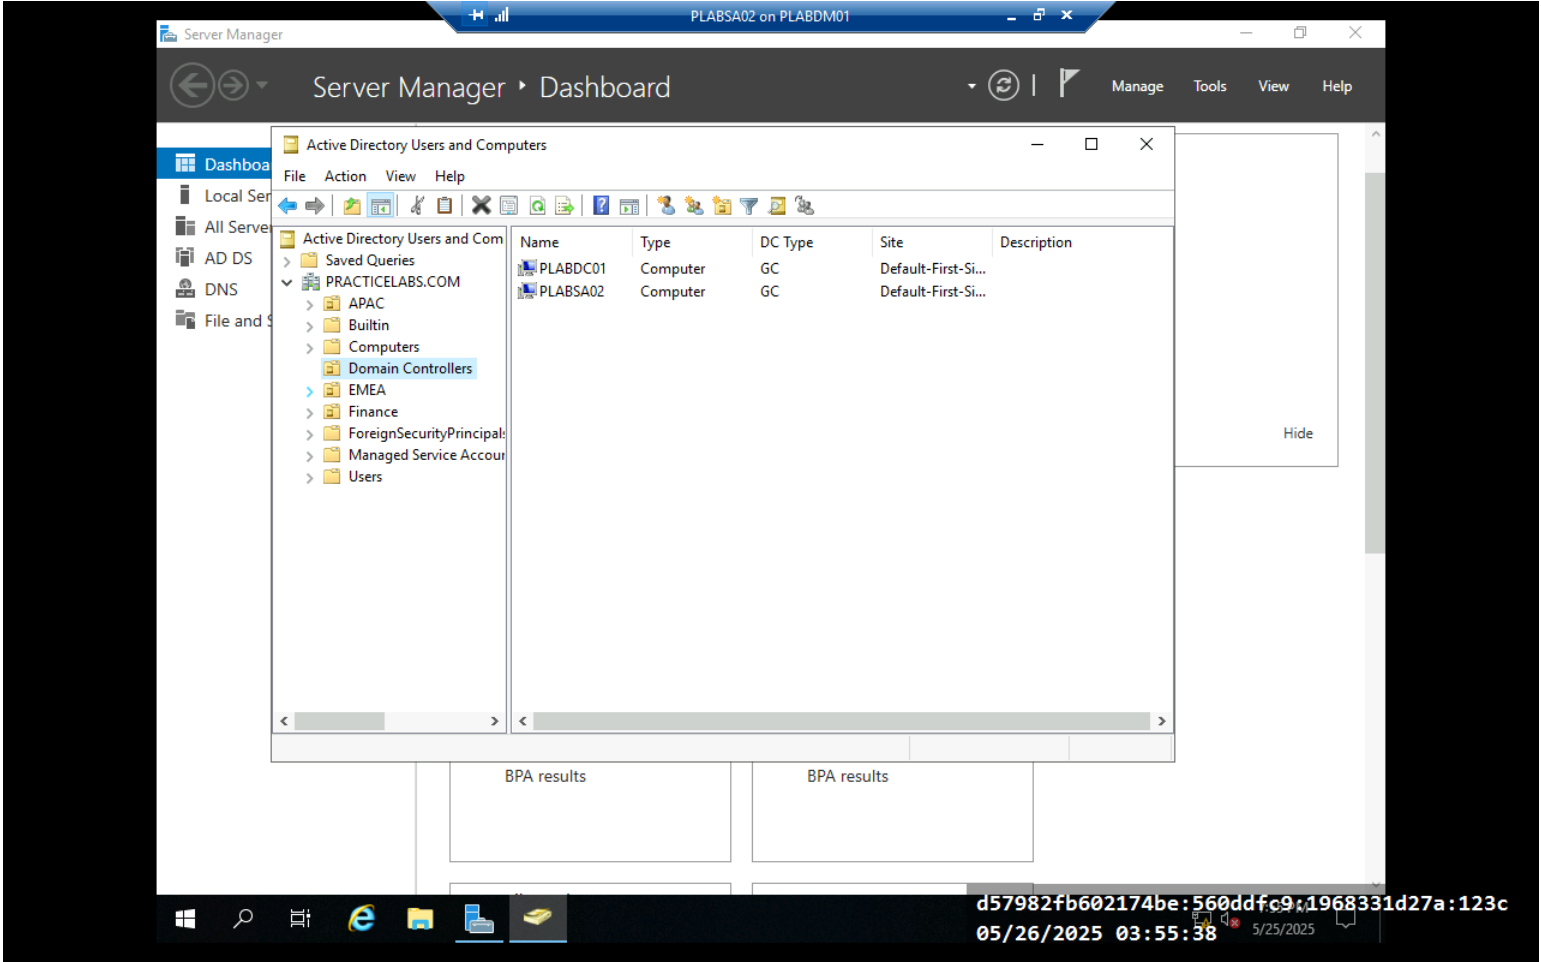 PLABSA02 on PLABDM01
Server Manager
Server Manager • Dashboard
Manage Tools View Help
Dashboa
Local Ser
All Server
AD DS
DNS
File and S
Active Directory Users and Computers
File Action View Help
Active Directory Users and Com
Saved Queries
PRACTICELABS.COM
APAC
Builtin
Computers
Domain Controllers
EMEA
Finance
ForeignSecurityPrincipals
Managed Service Accour
Users
Name Type DC Type Site Description
PLABDC01 Computer GC Default-First-Si...
PLABSA02 Computer GC Default-First-Si...
Hide
BPA results BPA results
d57982fb602174be:560ddfc9:1968331d27a:123c
05/26/2025 03:55:38
5/25/2025